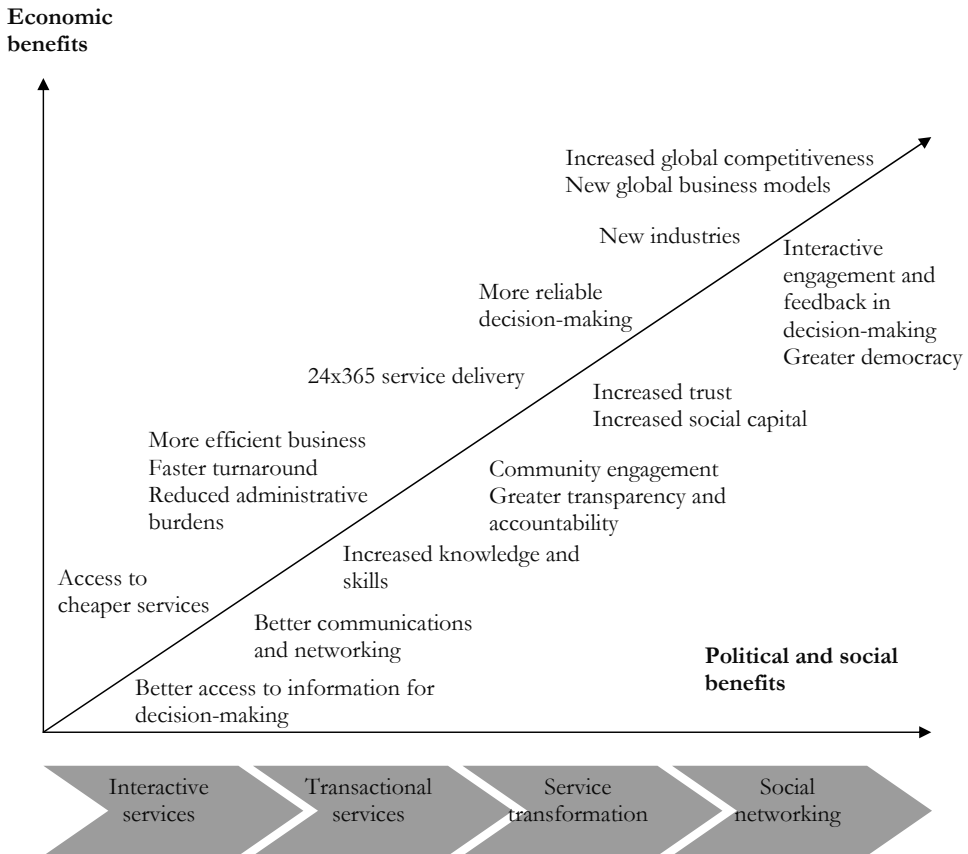 Economic
benefits
Increased global competitiveness
New global business models
New industries
Interactive
engagement and
feedback in
decision-making
Greater democracy
More reliable
decision-making
24x365 service delivery
Increased trust
Increased social capital
More efficient business
Faster turnaround
Reduced administrative
burdens
Community engagement
Greater transparency and
accountability
Increased knowledge and
skills
Access to
cheaper services
Better communications
and networking
Political and social
benefits
Better access to information for
decision-making
Interactive
services
Transactional
services
Service
transformation
Social
networking